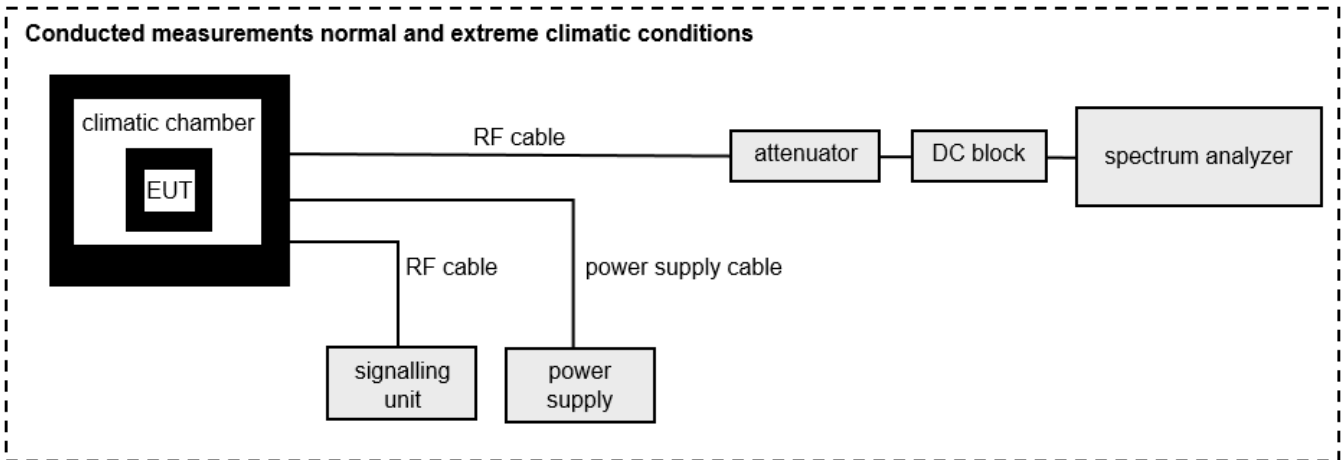 Conducted measurements normal and extreme climatic conditions
climatic chamber
EUT
RF cable
attenuator
DC block
spectrum analyzer
RF cable
power supply cable
signalling
unit
power
supply